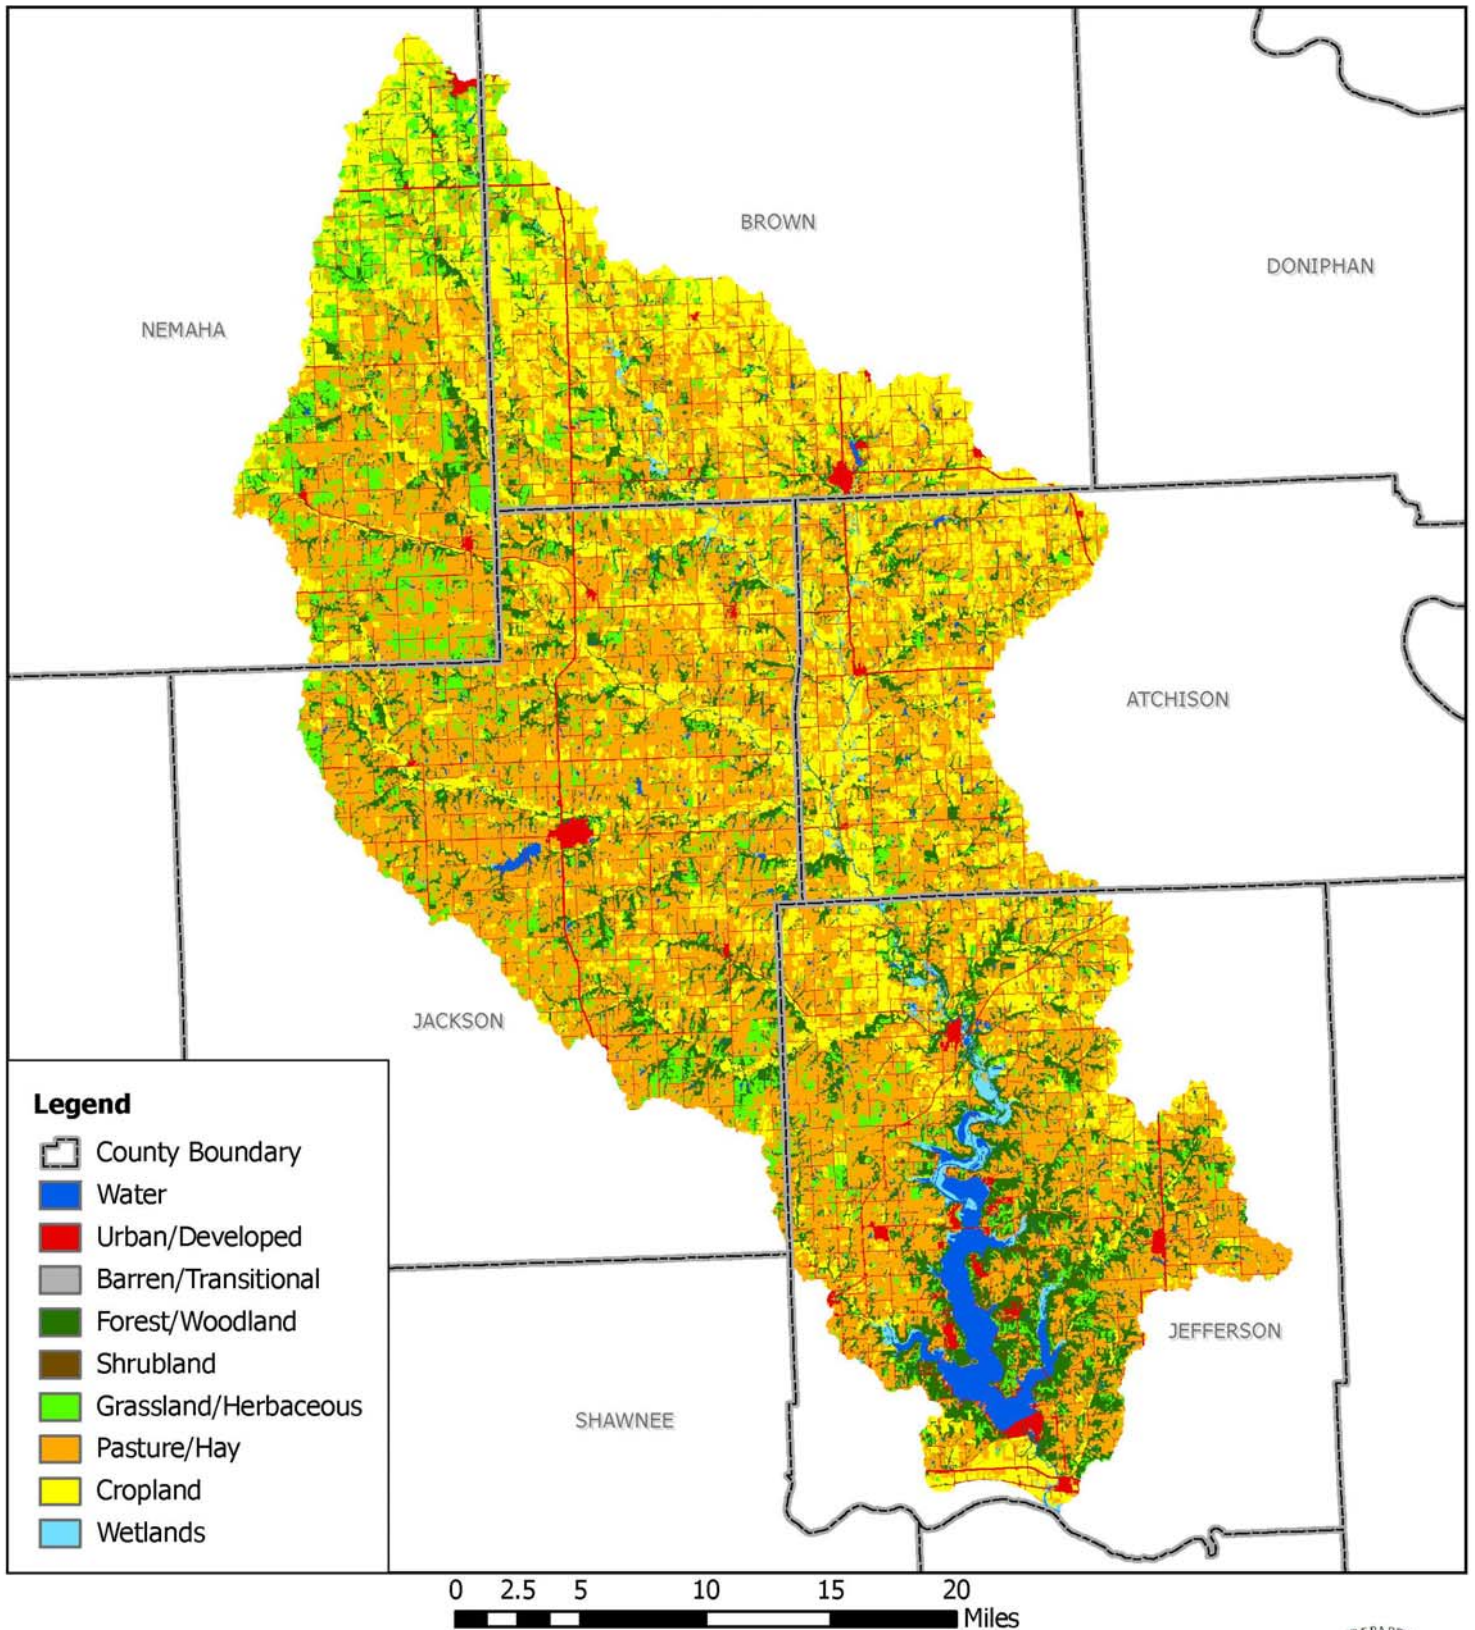 BROWN
DONIPHAN
NEMAHA
ATCHISON
JACKSON
JEFFERSON
SHAWNEE
Legend
County Boundary
Water
Urban/Developed
Barren/Transitional
Forest/Woodland
Shrubland
Grassland/Herbaceous
Pasture/Hay
Cropland
Wetlands
0 2.5 5 10 15 20
Miles